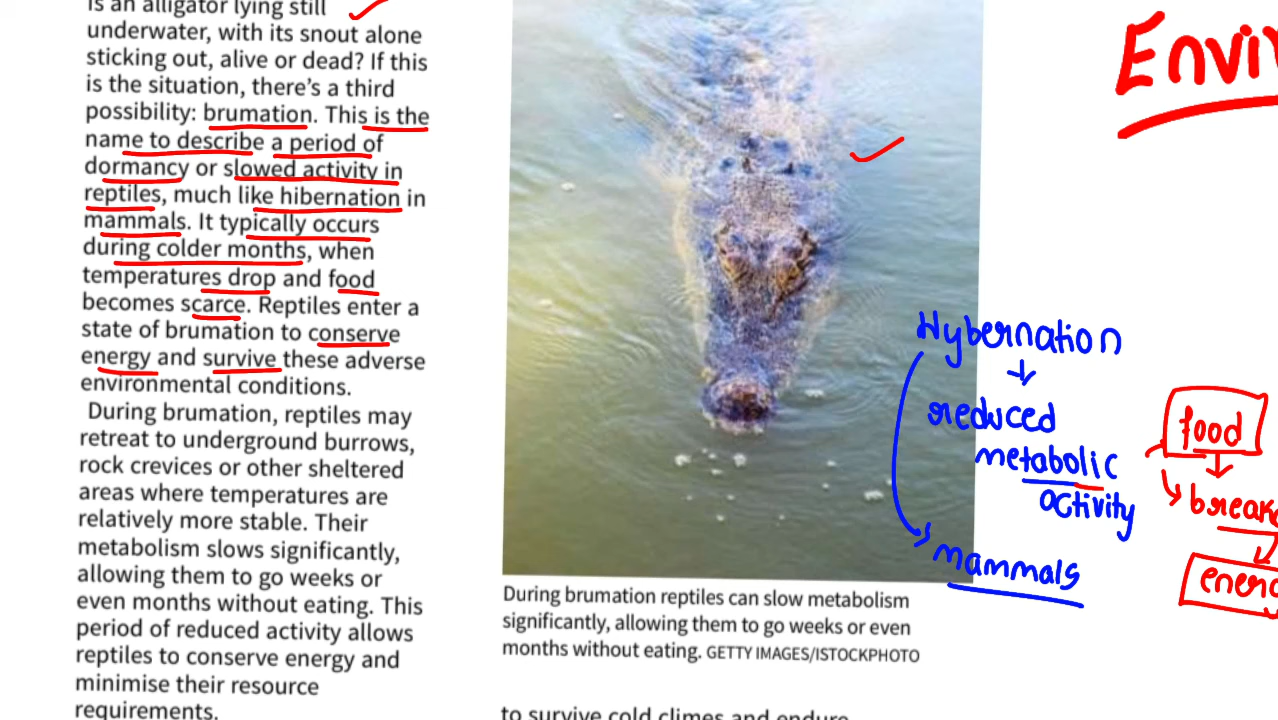 is an alligator lying still
underwater, with its snout alone
sticking out, alive or dead? If this
is the situation, there's a third
possibility: brumation. This is the
name to describe a period of
dormancy or slowed activity in
reptiles, much like hibernation in
mammals. It typically occurs
during colder months, when
temperatures drop and food
becomes scarce. Reptiles enter a
state of brumation to conserve
energy and survive these adverse
environmental conditions.
During brumation, reptiles may
retreat to underground burrows,
rock crevices or other sheltered
areas where temperatures are
relatively more stable. Their
metabolism slows significantly,
allowing them to go weeks or
even months without eating. This
period of reduced activity allows
reptiles to conserve energy and
minimise their resource
requirements.
During brumation reptiles can slow metabolism
significantly, allowing them to go weeks or even
months without eating. GETTY IMAGES/ISTOCKPHOTO
to survive cold climes and endure
Envi
Hybernation
reduced
metabolic
activity
mammals
food
break
energ